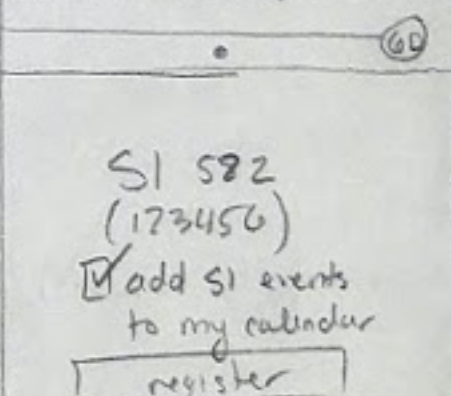 6D
SI 582
(123456)
add SI events
to my calendar
register